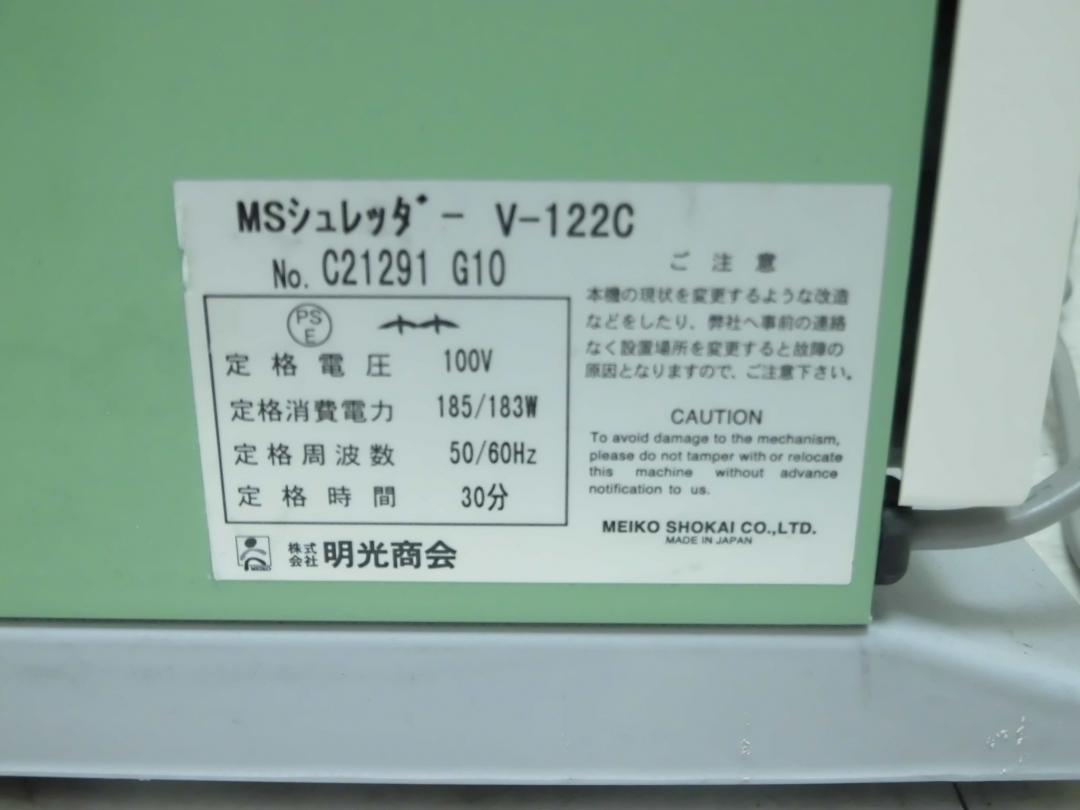 MSシュレッダー V-122C
No. C21291 G10
PS
E
定格電圧 100V
定格消費電力 185/183W
定格周波数 50/60Hz
定格時間 30分
MEIKO
株式会社 明光商会
ご注意
本機の現状を変更するような改造
などをしたり、弊社へ事前の連絡
なく設置場所を変更すると故障の
原因となりますので、ご注意下さい。
CAUTION
To avoid damage to the mechanism,
please do not tamper with or relocate
this machine without advance
notification to us.
MEIKO SHOKAI CO.,LTD.
MADE IN JAPAN